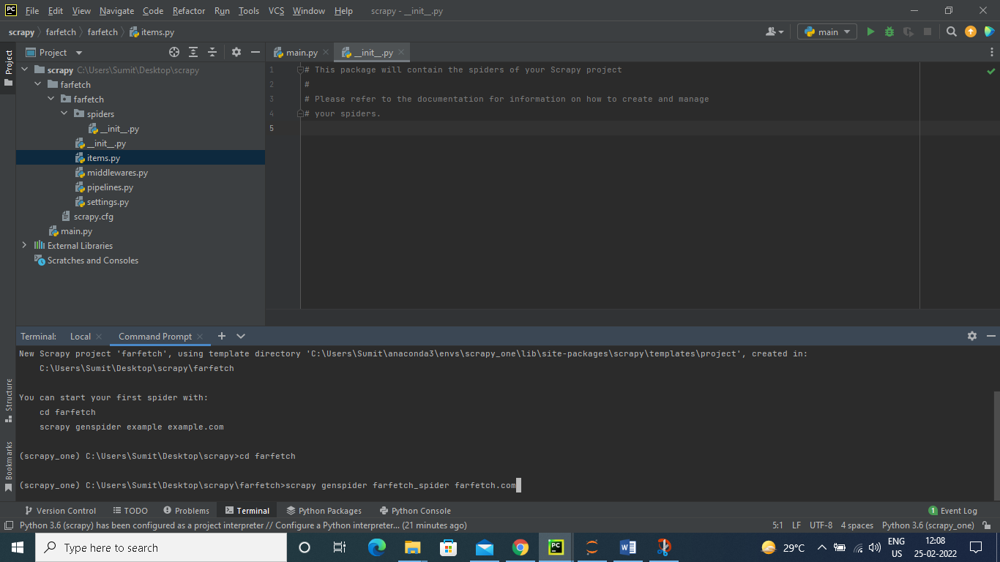 PC File Edit View Navigate Code Refactor Run Tools VCS Window Help scrapy - __init__.py
scrapy farfetch farfetch items.py main
Project Project main.py __init__.py
scrapy C:\Users\Sumit\Desktop\scrapy
farfetch
farfetch
spiders
__init__.py
__init__.py
items.py
middlewares.py
pipelines.py
settings.py
scrapy.cfg
main.py
External Libraries
Scratches and Consoles
1 # This package will contain the spiders of your Scrapy project
2 #
3 # Please refer to the documentation for information on how to create and manage
4 # your spiders.
5
Terminal: Local Command Prompt
New Scrapy project 'farfetch', using template directory 'C:\Users\Sumit\anaconda3\envs\scrapy_one\lib\site-packages\scrapy\templates\project', created in:
C:\Users\Sumit\Desktop\scrapy\farfetch
You can start your first spider with:
cd farfetch
scrapy genspider example example.com
(scrapy_one) C:\Users\Sumit\Desktop\scrapy>cd farfetch
(scrapy_one) C:\Users\Sumit\Desktop\scrapy\farfetch>scrapy genspider farfetch_spider farfetch.com
Structure
Bookmarks
Version Control TODO Problems Terminal Python Packages Python Console 1 Event Log
Python 3.6 (scrapy) has been configured as a project interpreter // Configure a Python interpreter... (21 minutes ago) 5:1 LF UTF-8 4 spaces Python 3.6 (scrapy_one)
Type here to search PC W 29°C ENG US 12:08 25-02-2022